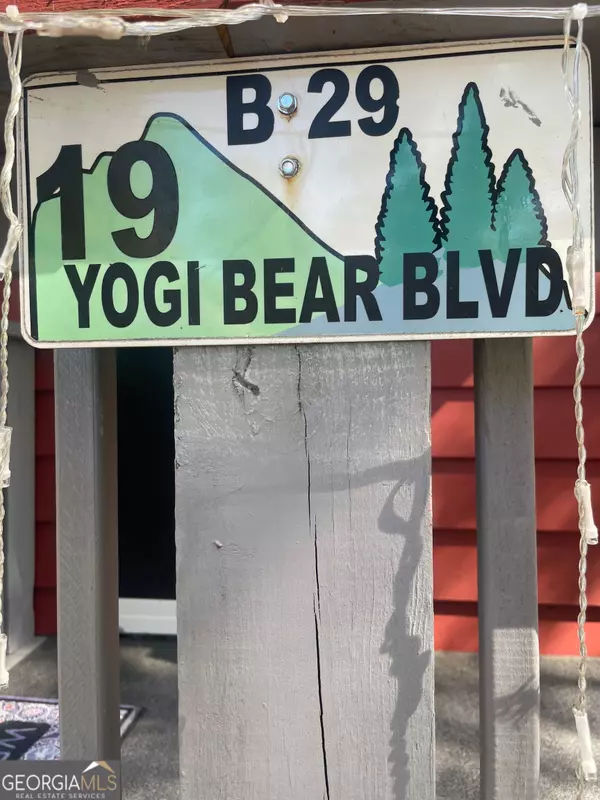 B 29
19
YOGI BEAR BLVD
GEORGIAMLS
REAL ESTATE SERVICES